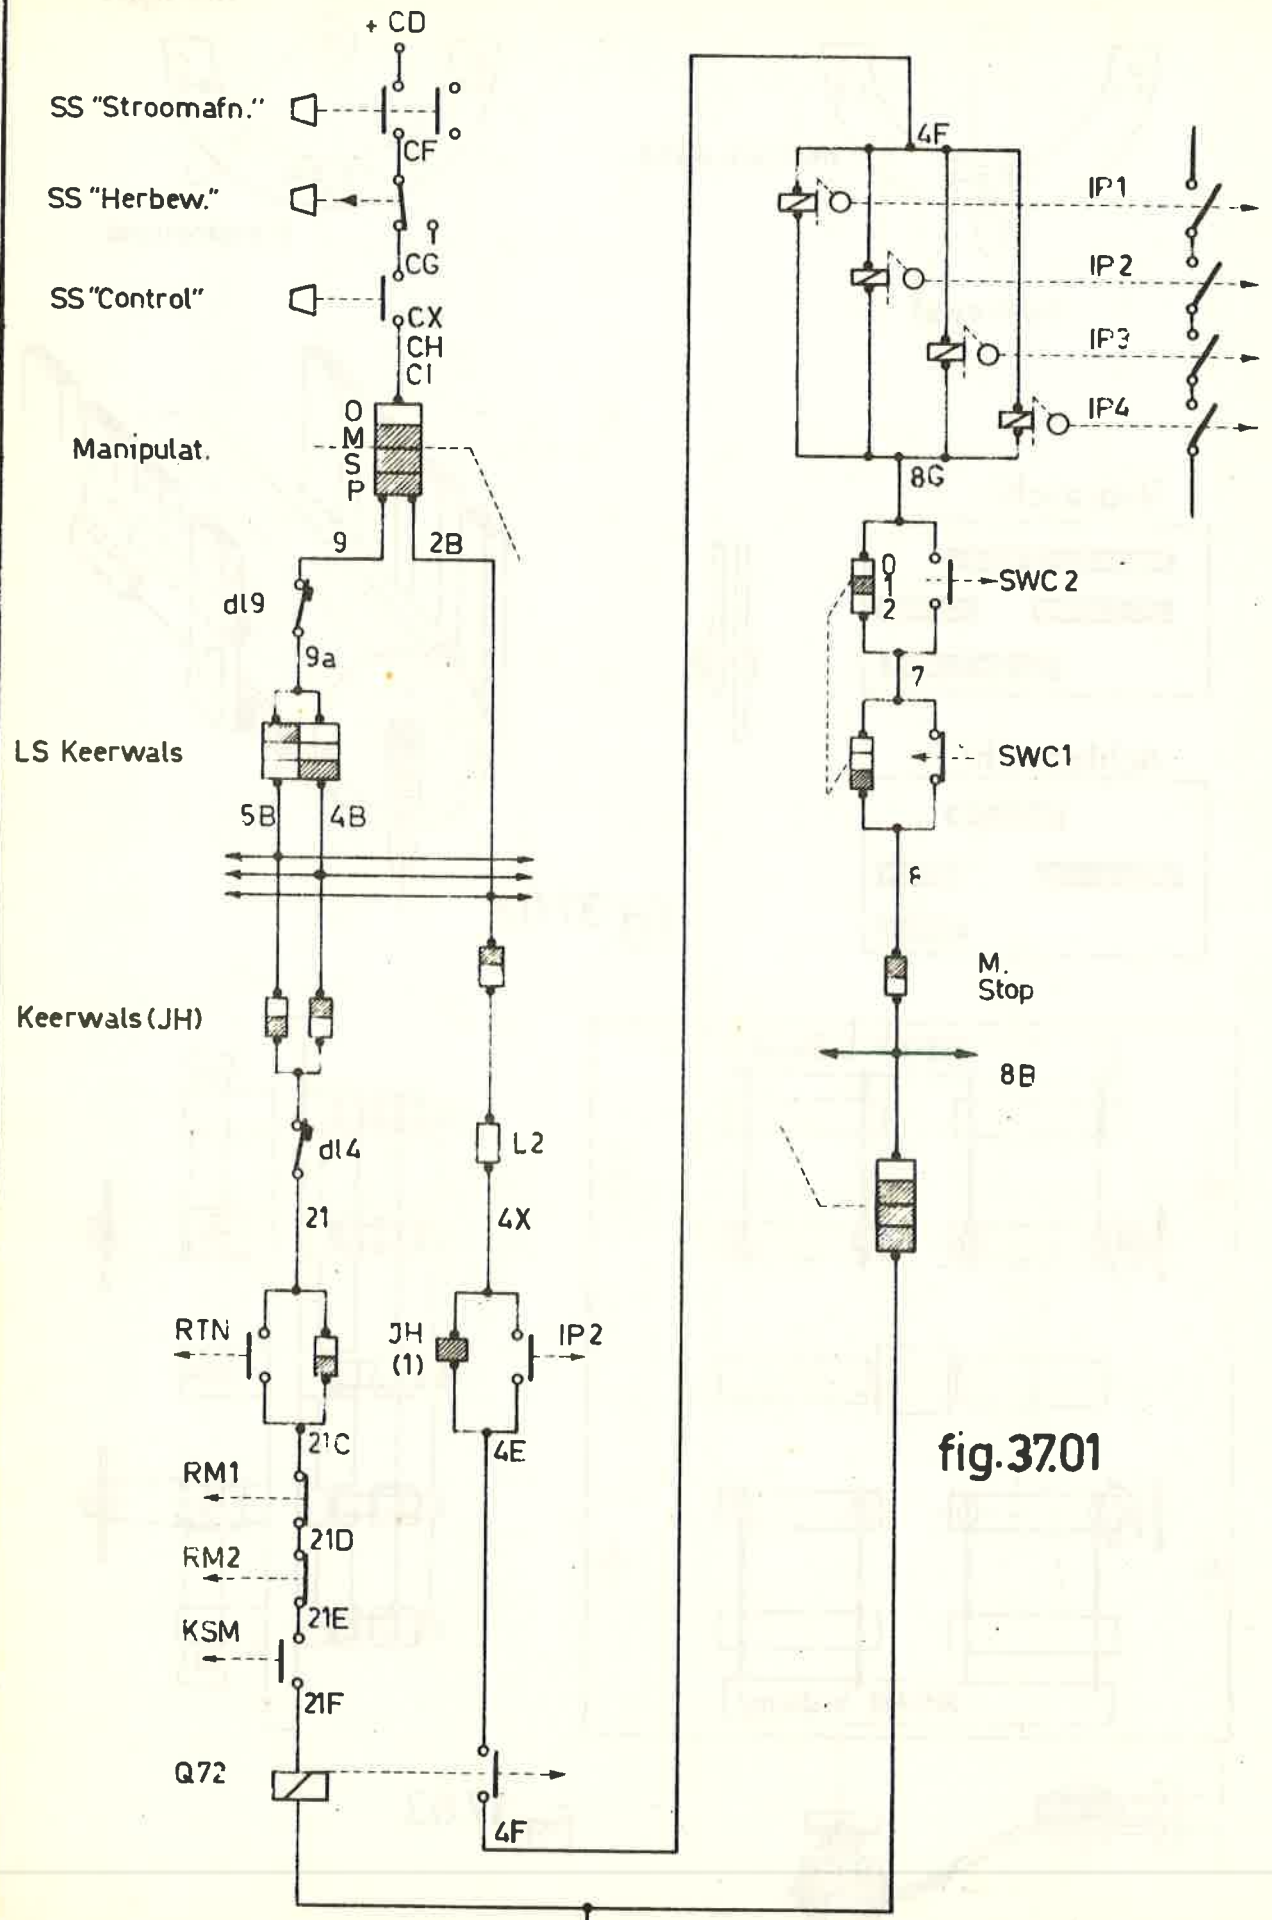 + CD
SS "Stroomafn."
CF
SS "Herbew."
CG
SS "Control"
CX
CH
CI
O
M
S
P
Manipulat.
9
2B
dl9
9a
LS Keerwals
5B
4B
Keerwals (JH)
dl4
L2
21
4X
RTN
JH
(1)
IP2
21C
4E
RM1
21D
RM2
21E
KSM
21F
Q72
4F
4F
IP1
IP2
IP3
IP4
8G
0
1
2
SWC2
7
SWC1
8
M.
Stop
8B
fig.37.01